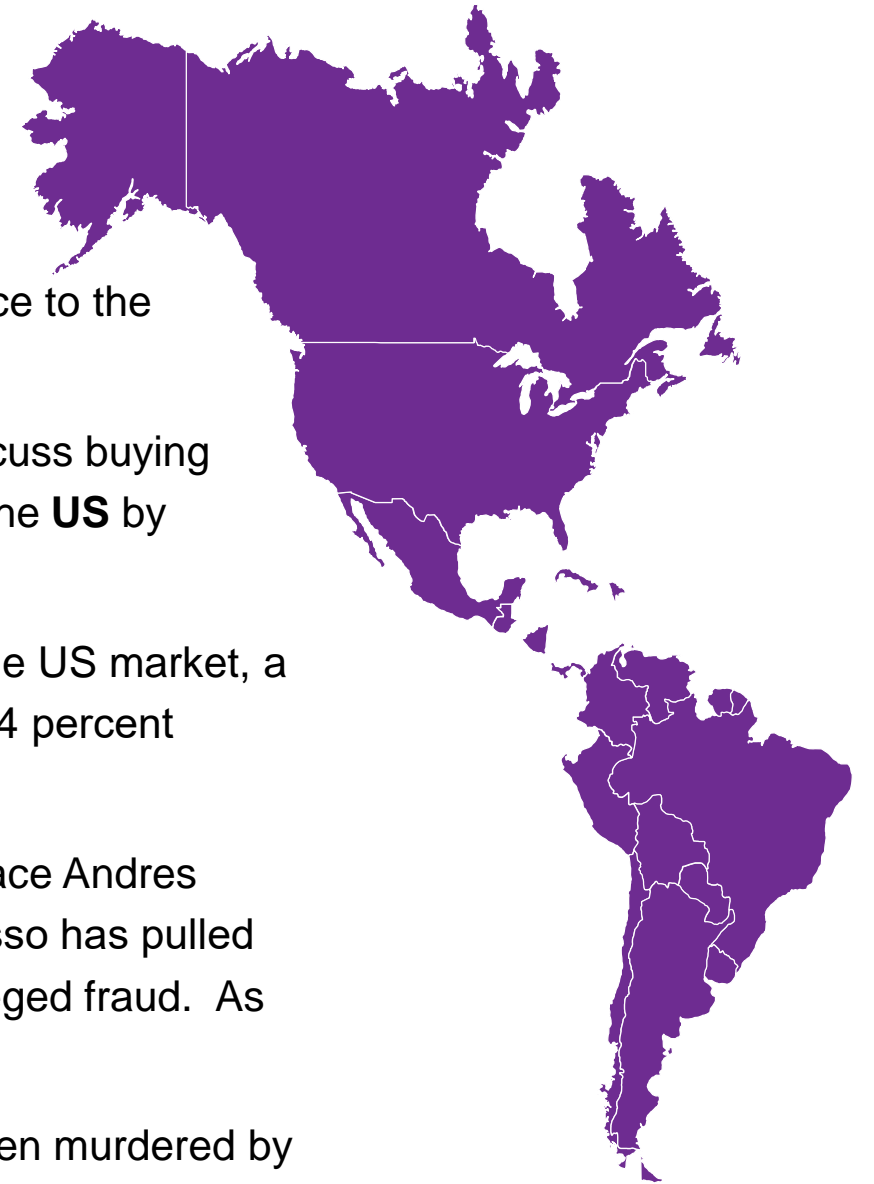 ce to the
cuss buying
ne US by
e US market, a
4 percent
ace Andres
sso has pulled
ged fraud.  As
en murdered by